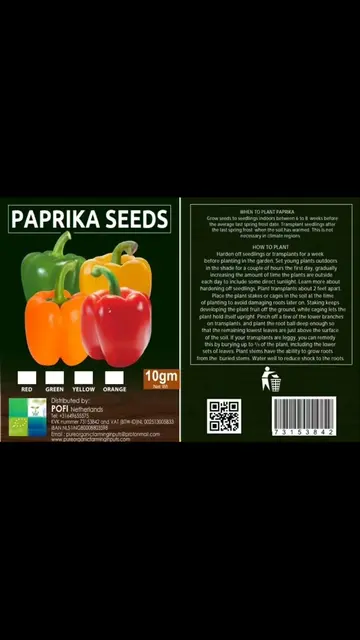 PAPRIKA SEEDS
RED GREEN YELLOW ORANGE
10gm
Net Wt
Distributed by:
POFI Netherlands
WHEN TO PLANT PAPRIKA
Grow seeds to seedlings indoors between 6 to 8 weeks before
the average last spring frost date. Transplant seedlings after
the last spring frost when the soil has warmed. This is not
necessary in climate regions
HOW TO PLANT
Hardon off seedlings or transplants for a week
before planting in the garden. Set young plants outdoors
in the shade for a couple of hours the first day, gradually
increasing the amount of time the plants are outside
each day to include some direct sunlight. Learn more about
hardening off seedlings. Plant transplants about 2 feet apart.
Place the plant stakes or cages in the soil at the time
of planting to avoid damaging roots later on. Staking keeps
developing the plant fruit off the ground, while caging lets the
plant hold itself upright. Pinch off a few of the lower branches
on transplants, and plant the root ball deep enough so
that the lowest leaves are just above the surface
of the soil. If your transplants are leggy, you can remedy
this by burying up to ⅔ of the plant, including the lower
sets of leaves. Plant stems have the ability to grow roots
from the buried stems. Water well to reduce shock to the roots.
73153842